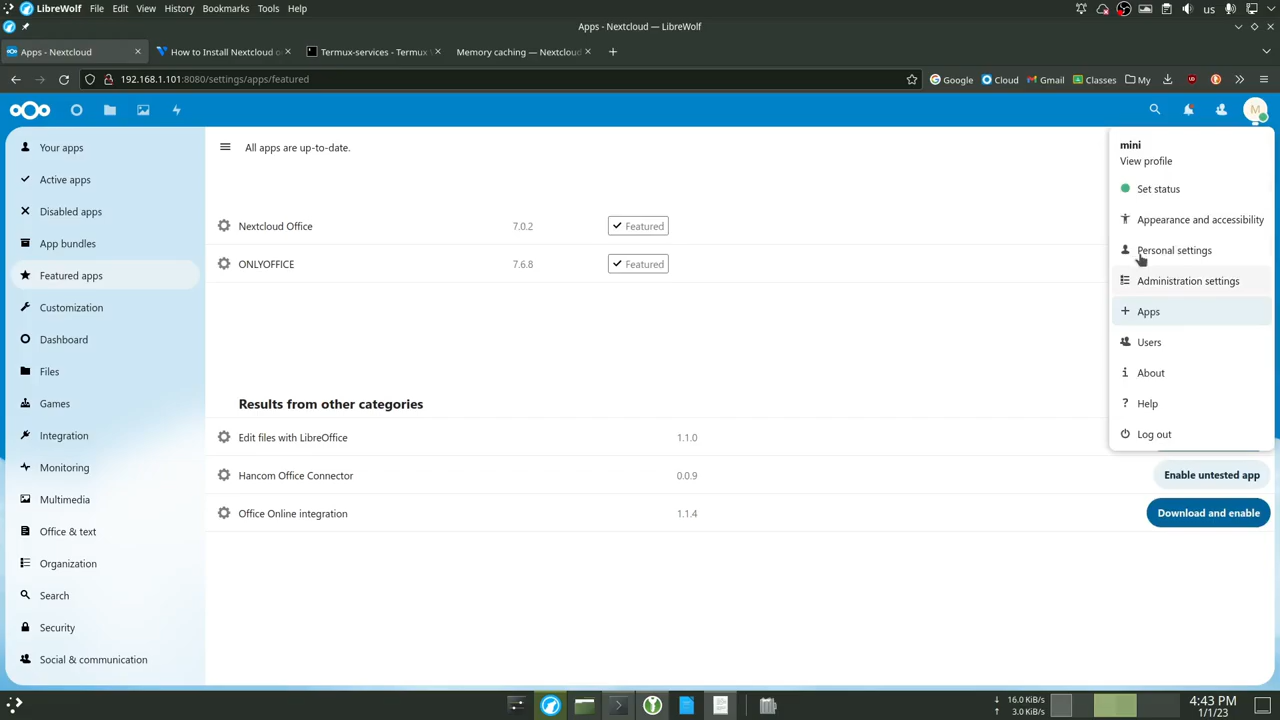 LibreWolf File Edit View History Bookmarks Tools Help us
Apps - Nextcloud — LibreWolf
Apps - Nextcloud
How to Install Nextcloud o
Termux-services - Termux
Memory caching — Nextcloud
192.168.1.101:8080/settings/apps/featured
Google Cloud Gmail Classes My
M
Your apps
Active apps
Disabled apps
App bundles
Featured apps
Customization
Dashboard
Files
Games
Integration
Monitoring
Multimedia
Office & text
Organization
Search
Security
Social & communication
All apps are up-to-date.
Nextcloud Office 7.0.2 Featured
ONLYOFFICE 7.6.8 Featured
Results from other categories
Edit files with LibreOffice 1.1.0
Hancom Office Connector 0.0.9 Enable untested app
Office Online integration 1.1.4 Download and enable
mini
View profile
Set status
Appearance and accessibility
Personal settings
Administration settings
Apps
Users
About
Help
Log out
16.0 KiB/s
3.0 KiB/s
4:43 PM
1/1/23